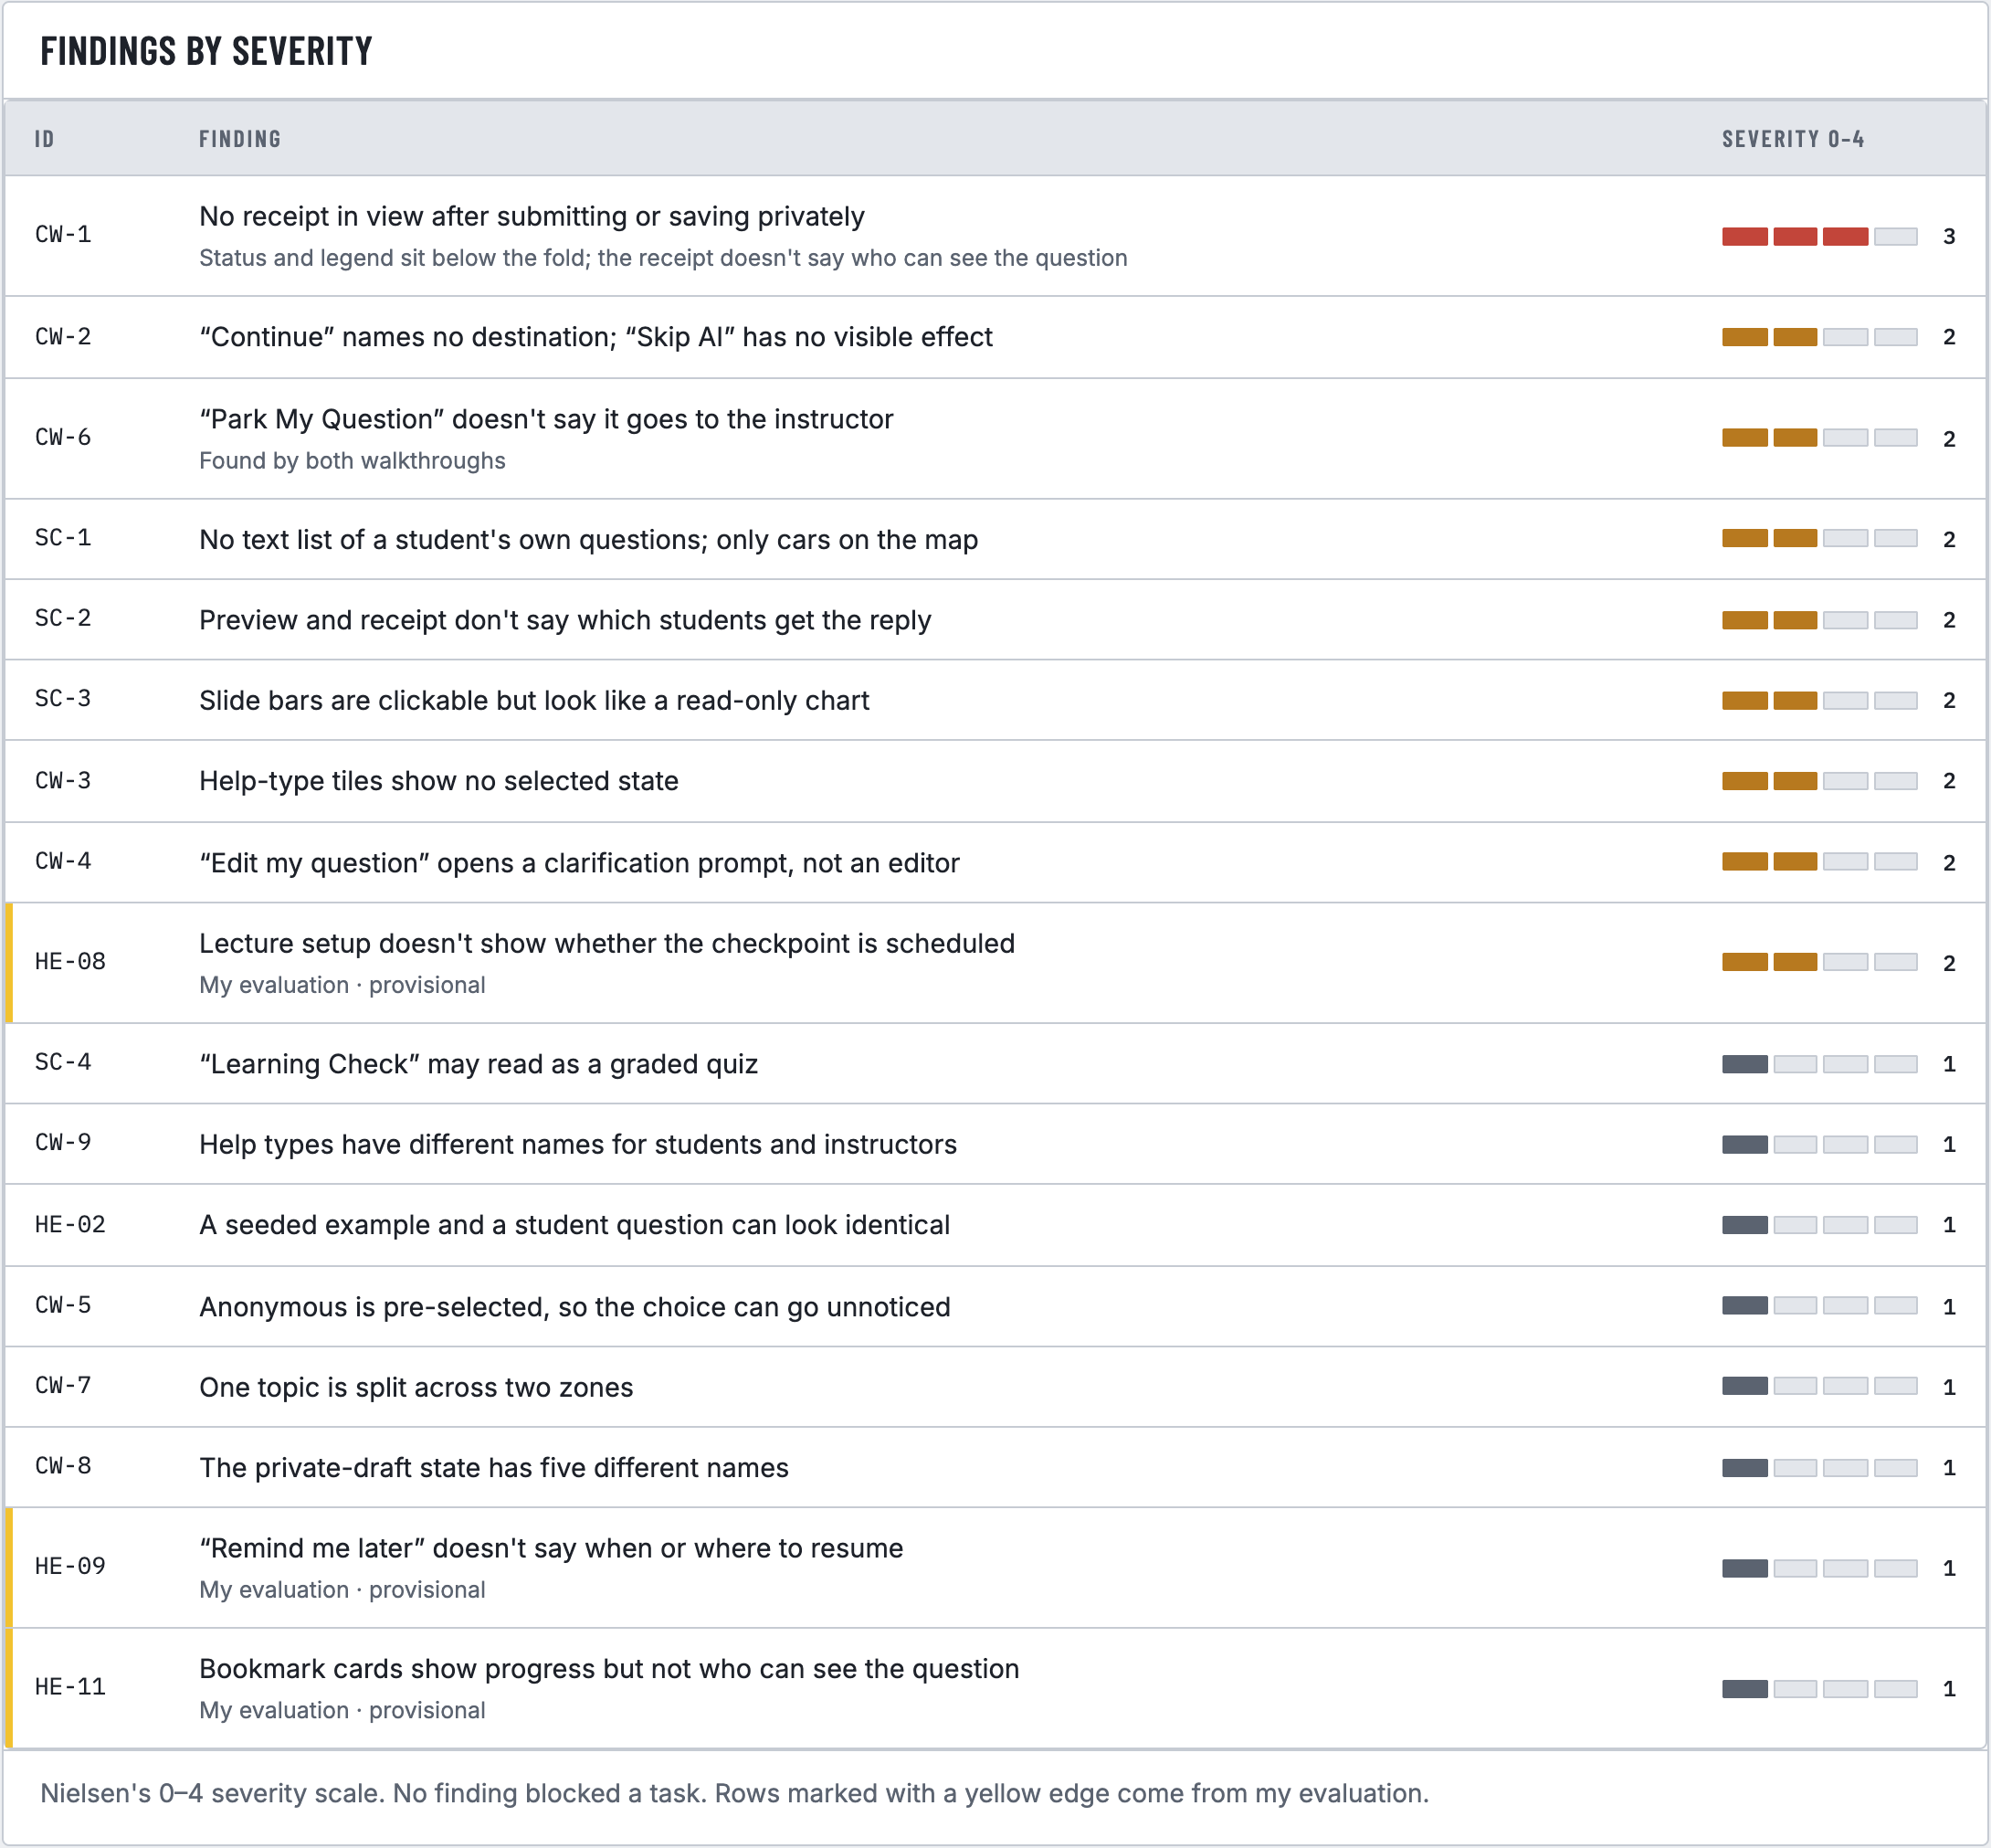 FINDINGS BY SEVERITY
ID FINDING SEVERITY 0–4
CW-1 No receipt in view after submitting or saving privately 3
Status and legend sit below the fold; the receipt doesn't say who can see the question
CW-2 “Continue” names no destination; “Skip AI” has no visible effect 2
CW-6 “Park My Question” doesn't say it goes to the instructor 2
Found by both walkthroughs
SC-1 No text list of a student's own questions; only cars on the map 2
SC-2 Preview and receipt don't say which students get the reply 2
SC-3 Slide bars are clickable but look like a read-only chart 2
CW-3 Help-type tiles show no selected state 2
CW-4 “Edit my question” opens a clarification prompt, not an editor 2
HE-08 Lecture setup doesn't show whether the checkpoint is scheduled 2
My evaluation · provisional
SC-4 “Learning Check” may read as a graded quiz 1
CW-9 Help types have different names for students and instructors 1
HE-02 A seeded example and a student question can look identical 1
CW-5 Anonymous is pre-selected, so the choice can go unnoticed 1
CW-7 One topic is split across two zones 1
CW-8 The private-draft state has five different names 1
HE-09 “Remind me later” doesn't say when or where to resume 1
My evaluation · provisional
HE-11 Bookmark cards show progress but not who can see the question 1
My evaluation · provisional
Nielsen's 0–4 severity scale. No finding blocked a task. Rows marked with a yellow edge come from my evaluation.